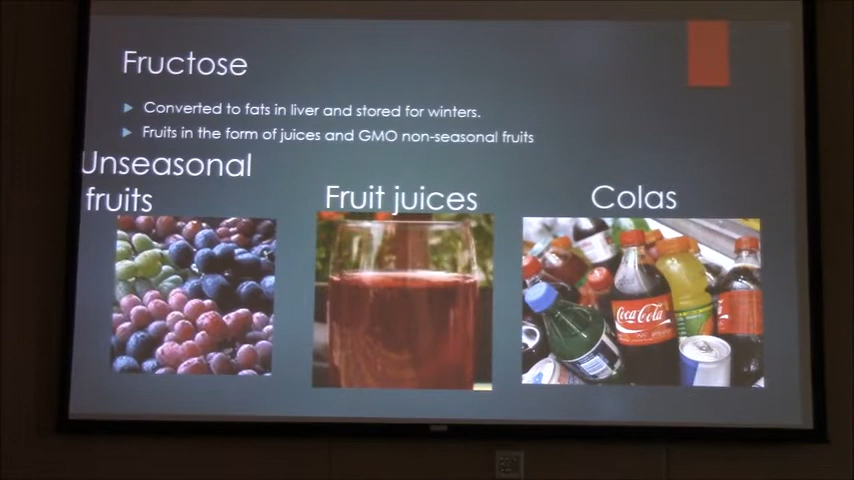 Fructose
Converted to fats in liver and stored for winters.
Fruits in the form of juices and GMO non-seasonal fruits
Unseasonal
fruits
Fruit juices
Colas
Coca-Cola